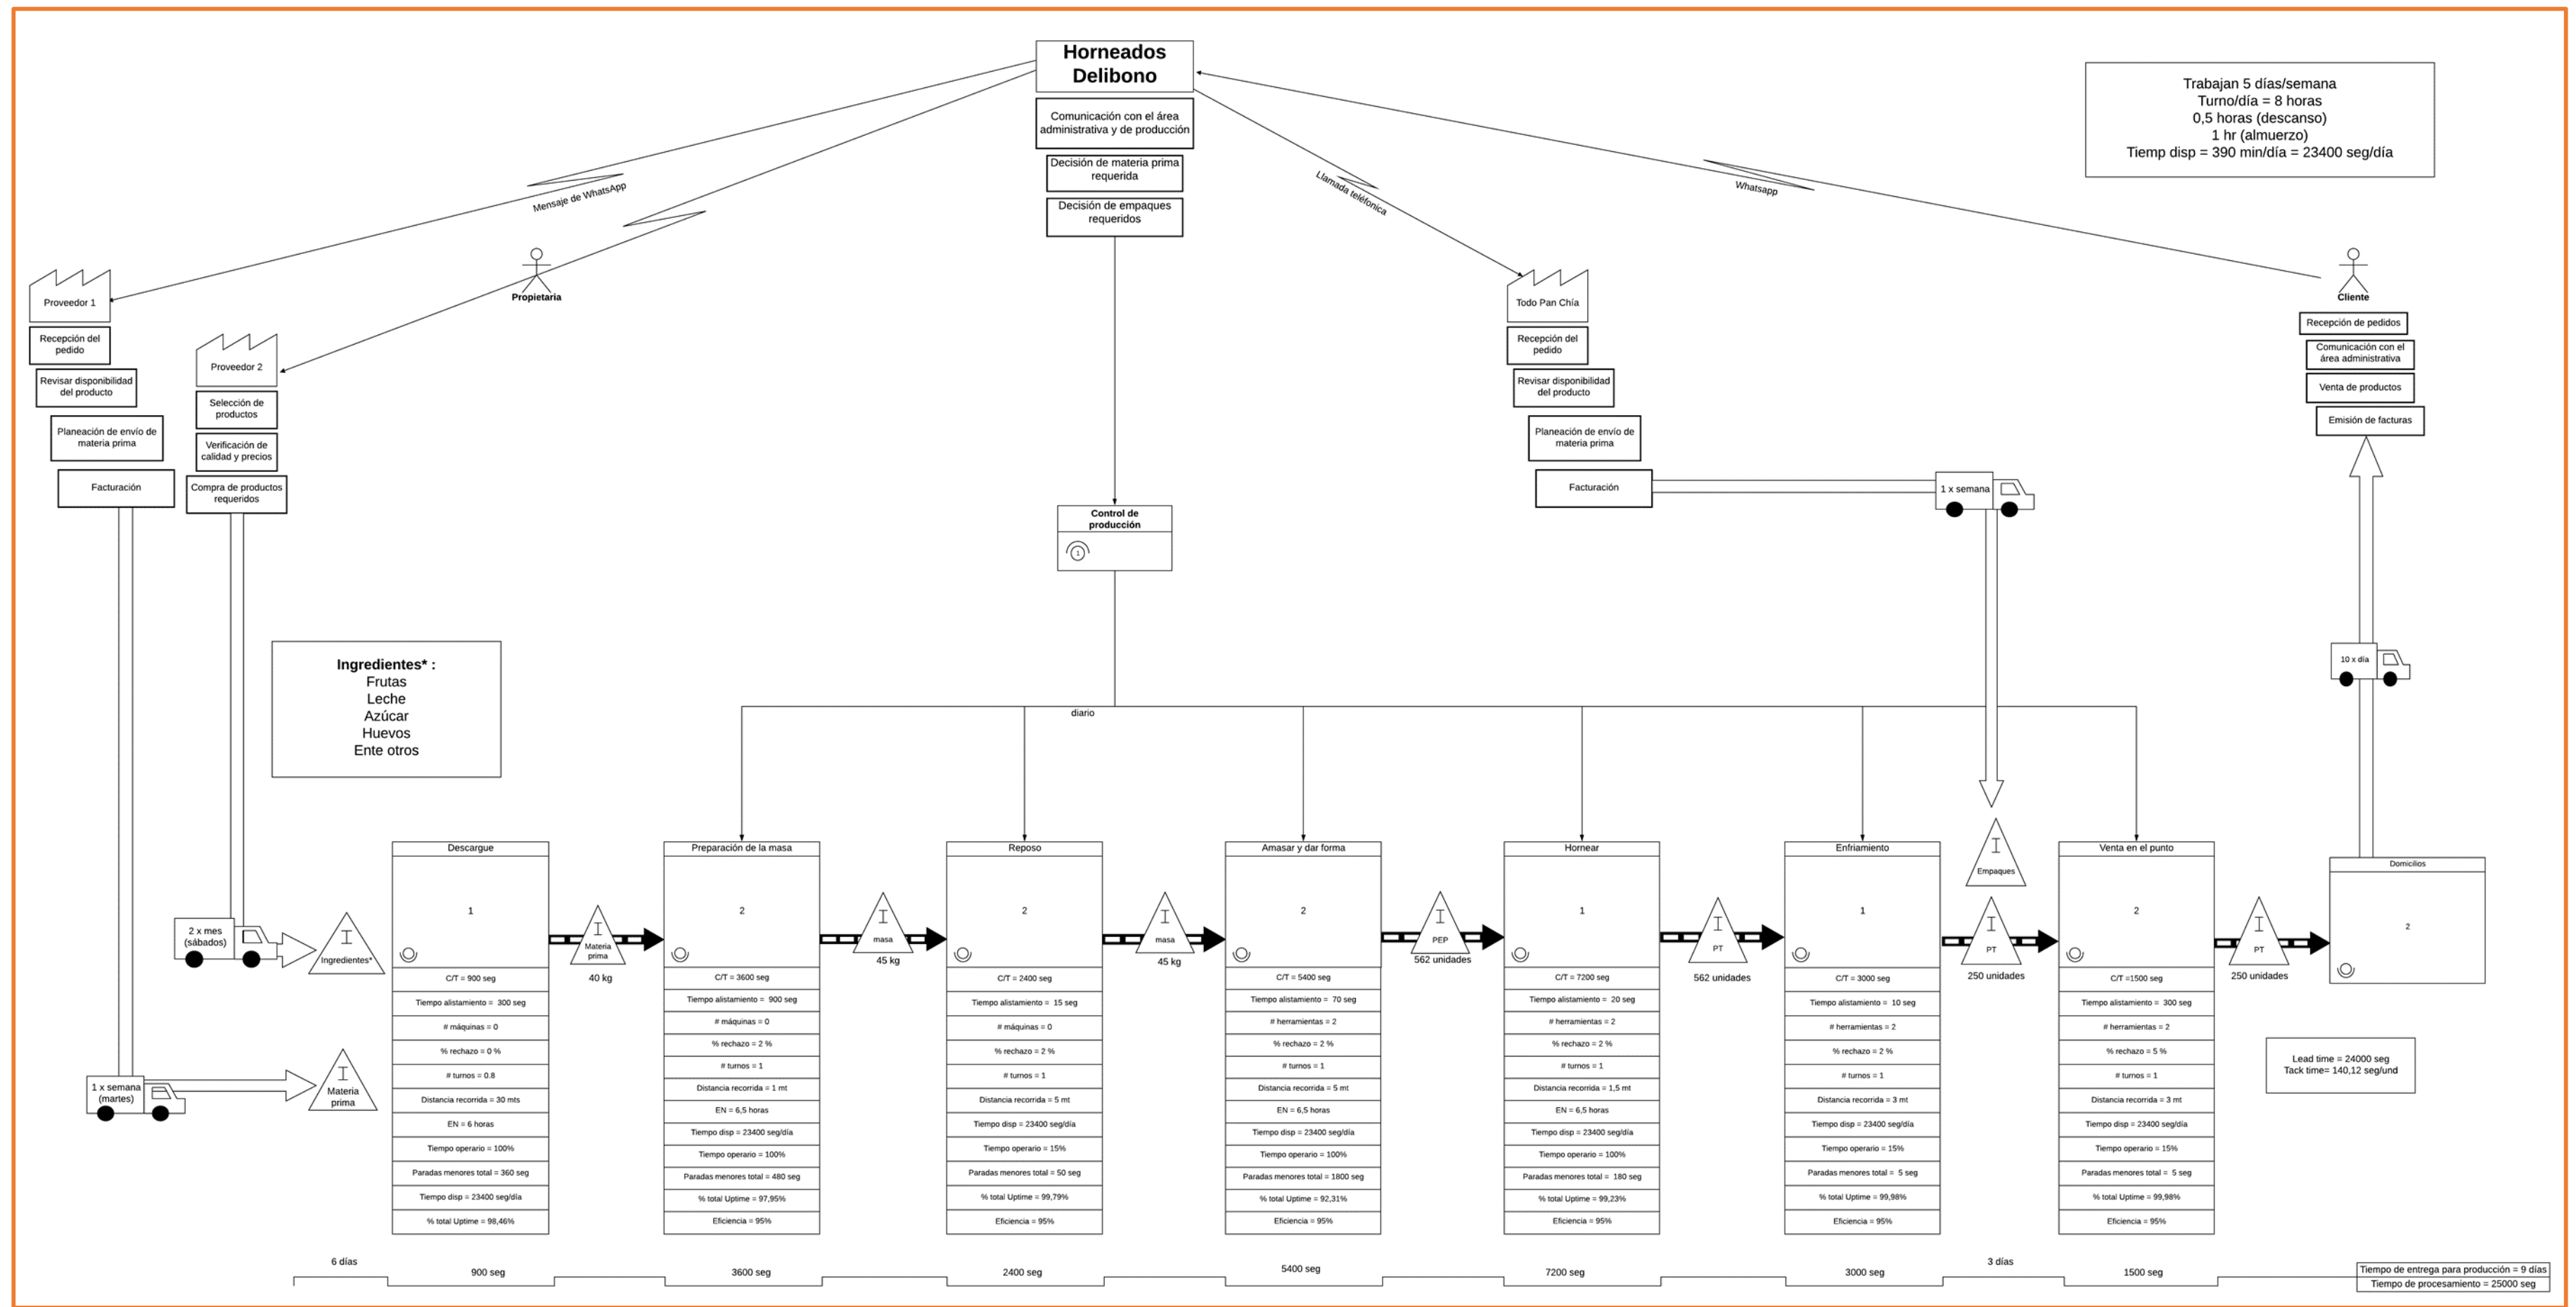 Horneados
Delibono
Comunicación con el área
administrativa y de producción
Decisión de materia prima
requerida
Decisión de empaques
requeridos
Trabajan 5 días/semana
Turno/día = 8 horas
0,5 horas (descanso)
1 hr (almuerzo)
Tiemp disp = 390 min/día = 23400 seg/día
Mensaje de WhatsApp
Llamada teléfonica
Whatsapp
Propietaria
Proveedor 1
Recepción del
pedido
Revisar disponibilidad
del producto
Planeación de envío de
materia prima
Facturación
Proveedor 2
Selección de
productos
Verificación de
calidad y precios
Compra de productos
requeridos
Todo Pan Chía
Recepción del
pedido
Revisar disponibilidad
del producto
Planeación de envío de
materia prima
Facturación
1 x semana
Cliente
Recepción de pedidos
Comunicación con el
área administrativa
Venta de productos
Emisión de facturas
Control de
producción
1
10 x día
Ingredientes* :
Frutas
Leche
Azúcar
Huevos
Ente otros
diario
2 x mes
(sábados)
I
Ingredientes*
1 x semana
(martes)
I
Materia
prima
Descargue
1
C/T = 900 seg
Tiempo alistamiento = 300 seg
# máquinas = 0
% rechazo = 0 %
# turnos = 0.8
Distancia recorrida = 30 mts
EN = 6 horas
Tiempo operario = 100%
Paradas menores total = 360 seg
Tiempo disp = 23400 seg/día
% total Uptime = 98,46%
I
Materia
prima
40 kg
Preparación de la masa
2
C/T = 3600 seg
Tiempo alistamiento = 900 seg
# máquinas = 0
% rechazo = 2 %
# turnos = 1
Distancia recorrida = 1 mt
EN = 6,5 horas
Tiempo disp = 23400 seg/día
Tiempo operario = 100%
Paradas menores total = 480 seg
% total Uptime = 97,95%
Eficiencia = 95%
I
masa
45 kg
Reposo
2
C/T = 2400 seg
Tiempo alistamiento = 15 seg
# máquinas = 0
% rechazo = 2 %
# turnos = 1
Distancia recorrida = 5 mt
Tiempo disp = 23400 seg/día
Tiempo operario = 15%
Paradas menores total = 50 seg
% total Uptime = 99,79%
Eficiencia = 95%
I
masa
45 kg
Amasar y dar forma
2
C/T = 5400 seg
Tiempo alistamiento = 70 seg
# herramientas = 2
% rechazo = 2 %
# turnos = 1
Distancia recorrida = 5 mt
EN = 6,5 horas
Tiempo disp = 23400 seg/día
Tiempo operario = 100%
Paradas menores total = 1800 seg
% total Uptime = 92,31%
Eficiencia = 95%
I
PEP
562 unidades
Hornear
1
C/T = 7200 seg
Tiempo alistamiento = 20 seg
# herramientas = 2
% rechazo = 2 %
# turnos = 1
Distancia recorrida = 1,5 mt
EN = 6,5 horas
Tiempo disp = 23400 seg/día
Tiempo operario = 100%
Paradas menores total = 180 seg
% total Uptime = 99,23%
Eficiencia = 95%
I
PT
562 unidades
Enfriamiento
1
C/T = 3000 seg
Tiempo alistamiento = 10 seg
# herramientas = 2
% rechazo = 2 %
# turnos = 1
Distancia recorrida = 3 mt
Tiempo disp = 23400 seg/día
Tiempo operario = 15%
Paradas menores total = 5 seg
% total Uptime = 99,98%
Eficiencia = 95%
I
Empaques
I
PT
250 unidades
Venta en el punto
2
C/T =1500 seg
Tiempo alistamiento = 300 seg
# herramientas = 2
% rechazo = 5 %
# turnos = 1
Distancia recorrida = 3 mt
Tiempo disp = 23400 seg/día
Tiempo operario = 15%
Paradas menores total = 5 seg
% total Uptime = 99,98%
Eficiencia = 95%
I
PT
250 unidades
Domicilios
2
Lead time = 24000 seg
Tack time= 140,12 seg/und
6 días
900 seg
3600 seg
2400 seg
5400 seg
7200 seg
3000 seg
3 días
1500 seg
Tiempo de entrega para producción = 9 días
Tiempo de procesamiento = 25000 seg